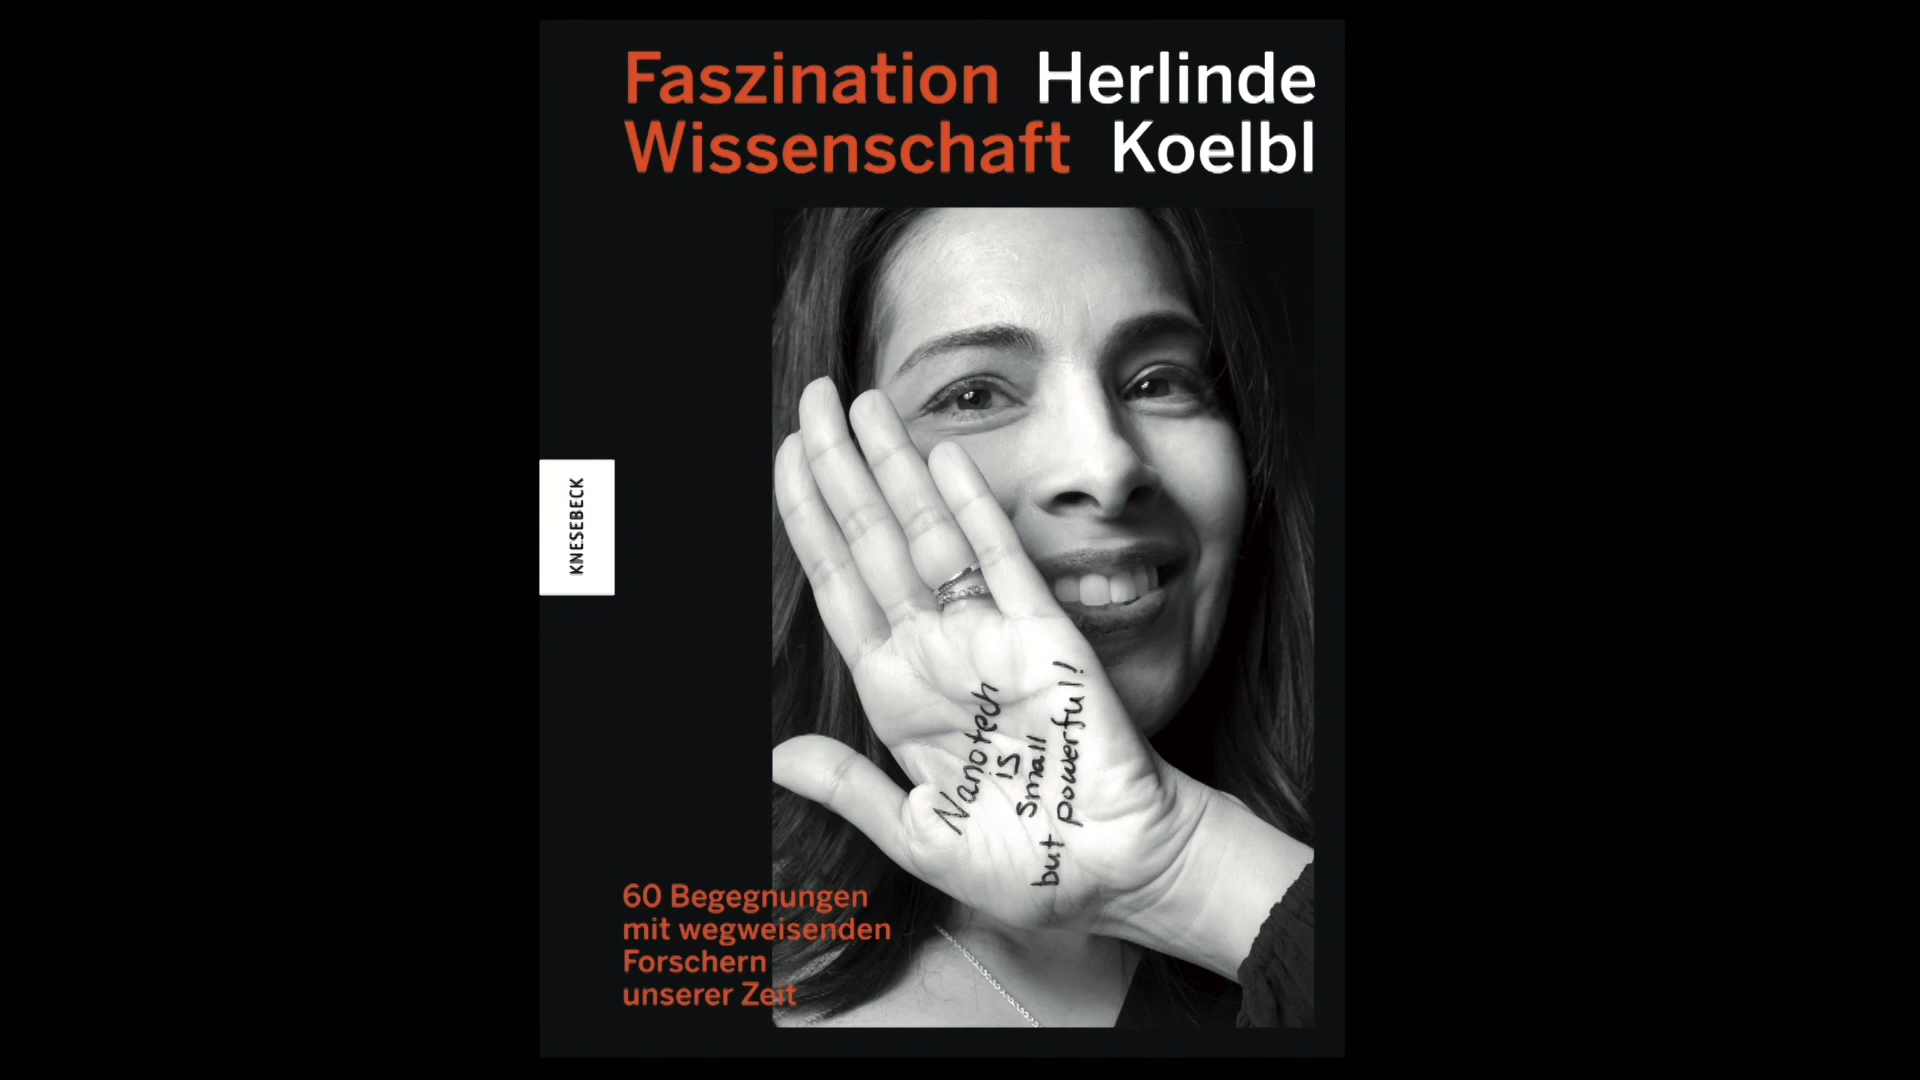 Faszination
Wissenschaft
Herlinde
Koelbl
KNESEBECK
Nanotech
is
small
but powerful!
60 Begegnungen
mit wegweisenden
Forschern
unserer Zeit